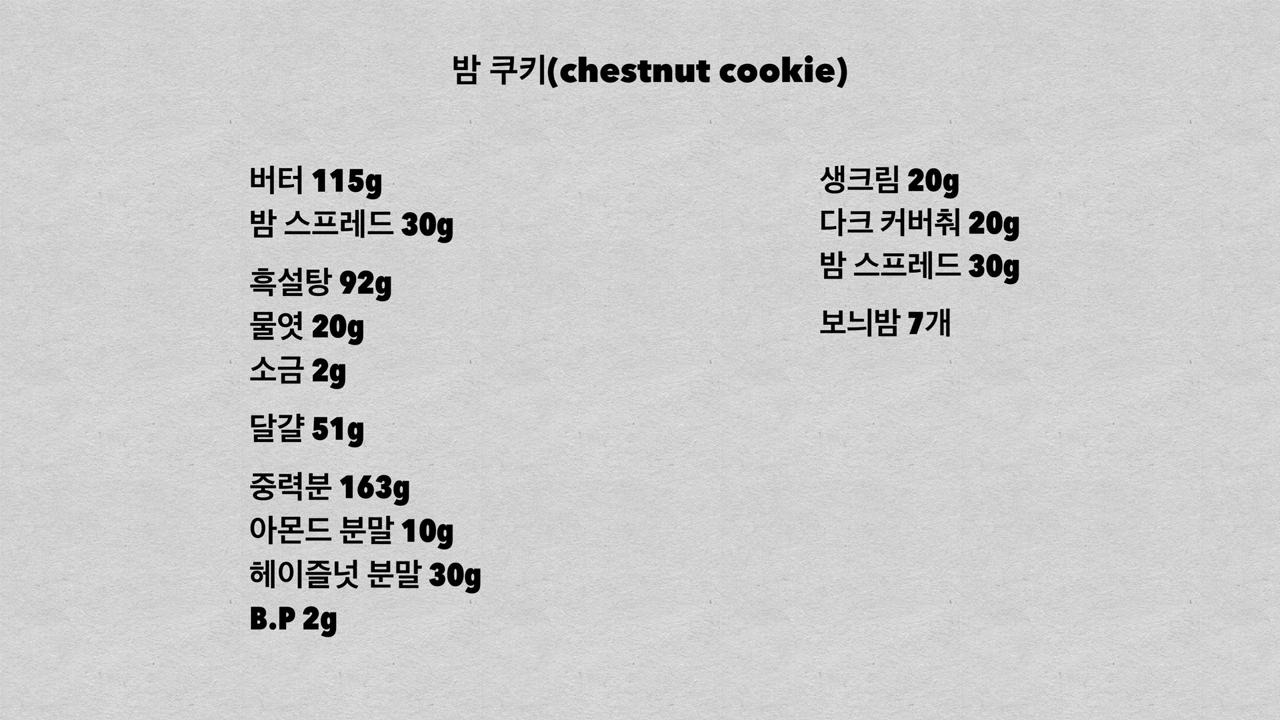 밤 쿠키(chestnut cookie)
버터 115g
밤 스프레드 30g
흑설탕 92g
물엿 20g
소금 2g
달걀 51g
중력분 163g
아몬드 분말 10g
헤이즐넛 분말 30g
B.P 2g
생크림 20g
다크 커버춰 20g
밤 스프레드 30g
보늬밤 7개